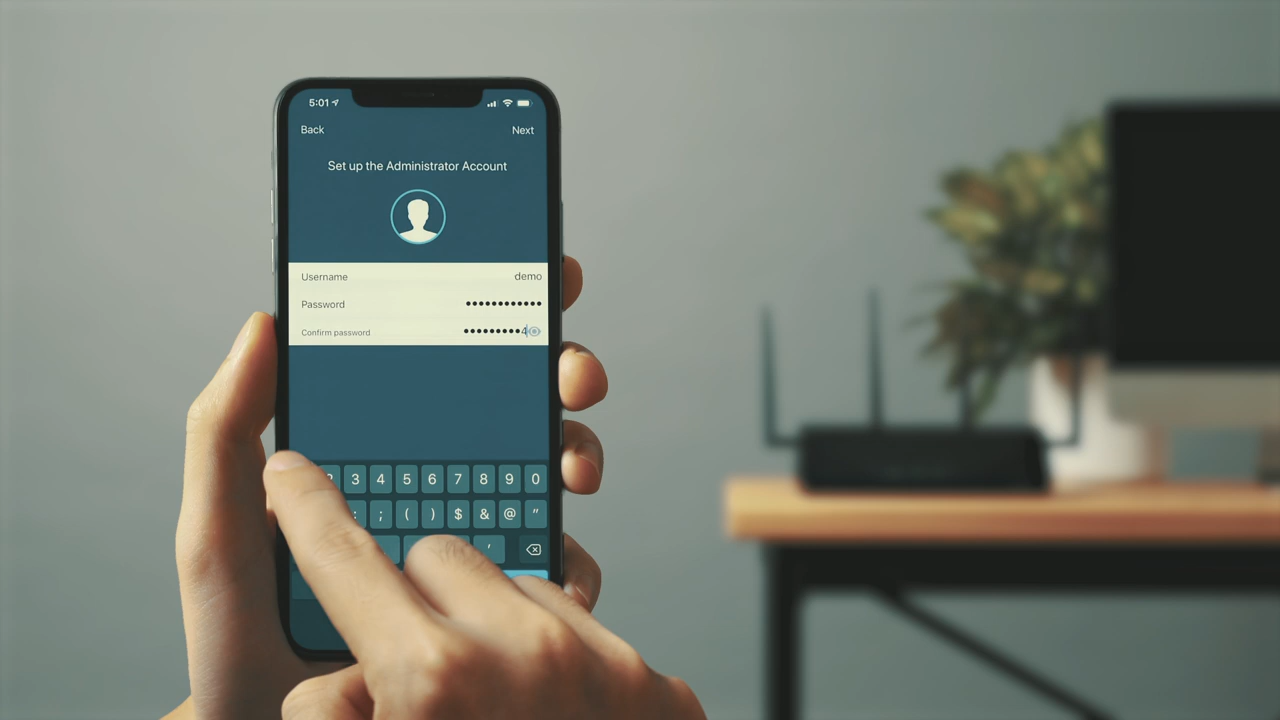 5:01
Back Next
Set up the Administrator Account
Username demo
Password ••••••••••••
Confirm password •••••••••4
3 4 5 6 7 8 9 0
; ( ) $ & @ "
'